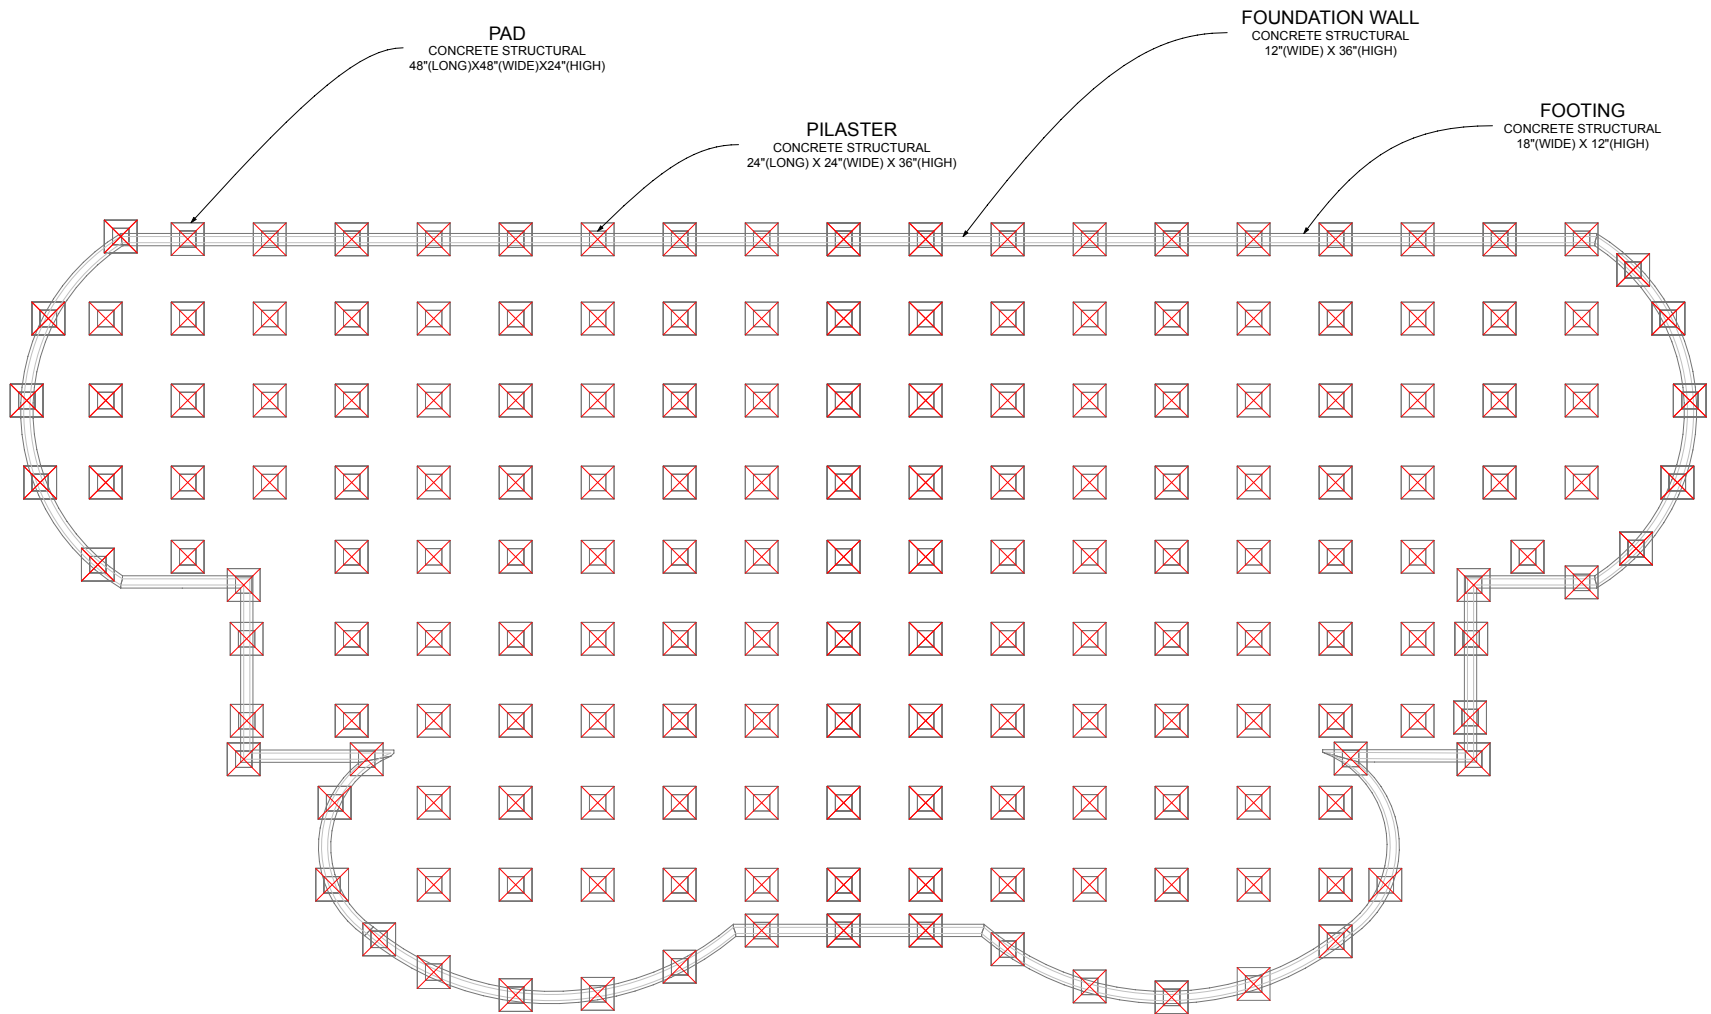 PAD
CONCRETE STRUCTURAL
48"(LONG)X48"(WIDE)X24"(HIGH)
PILASTER
CONCRETE STRUCTURAL
24"(LONG) X 24"(WIDE) X 36"(HIGH)
FOUNDATION WALL
CONCRETE STRUCTURAL
12"(WIDE) X 36"(HIGH)
FOOTING
CONCRETE STRUCTURAL
18"(WIDE) X 12"(HIGH)